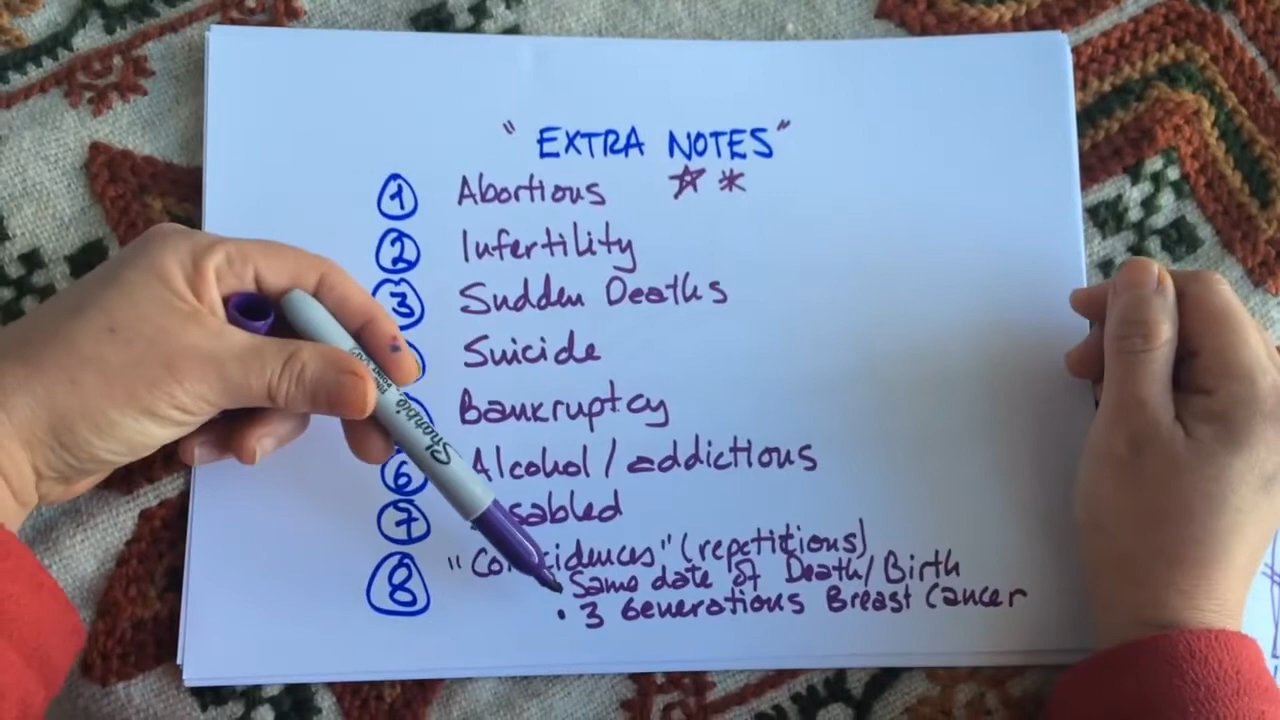 "EXTRA NOTES"
1 Abortions ☆ *
2 Infertility
3 Sudden Deaths
Suicide
Bankruptcy
6 Alcohol / addictions
7 Disabled
8 "Coincidences" (repetitions)
• Same date of Death/Birth
• 3 Generations Breast Cancer
Sharpie